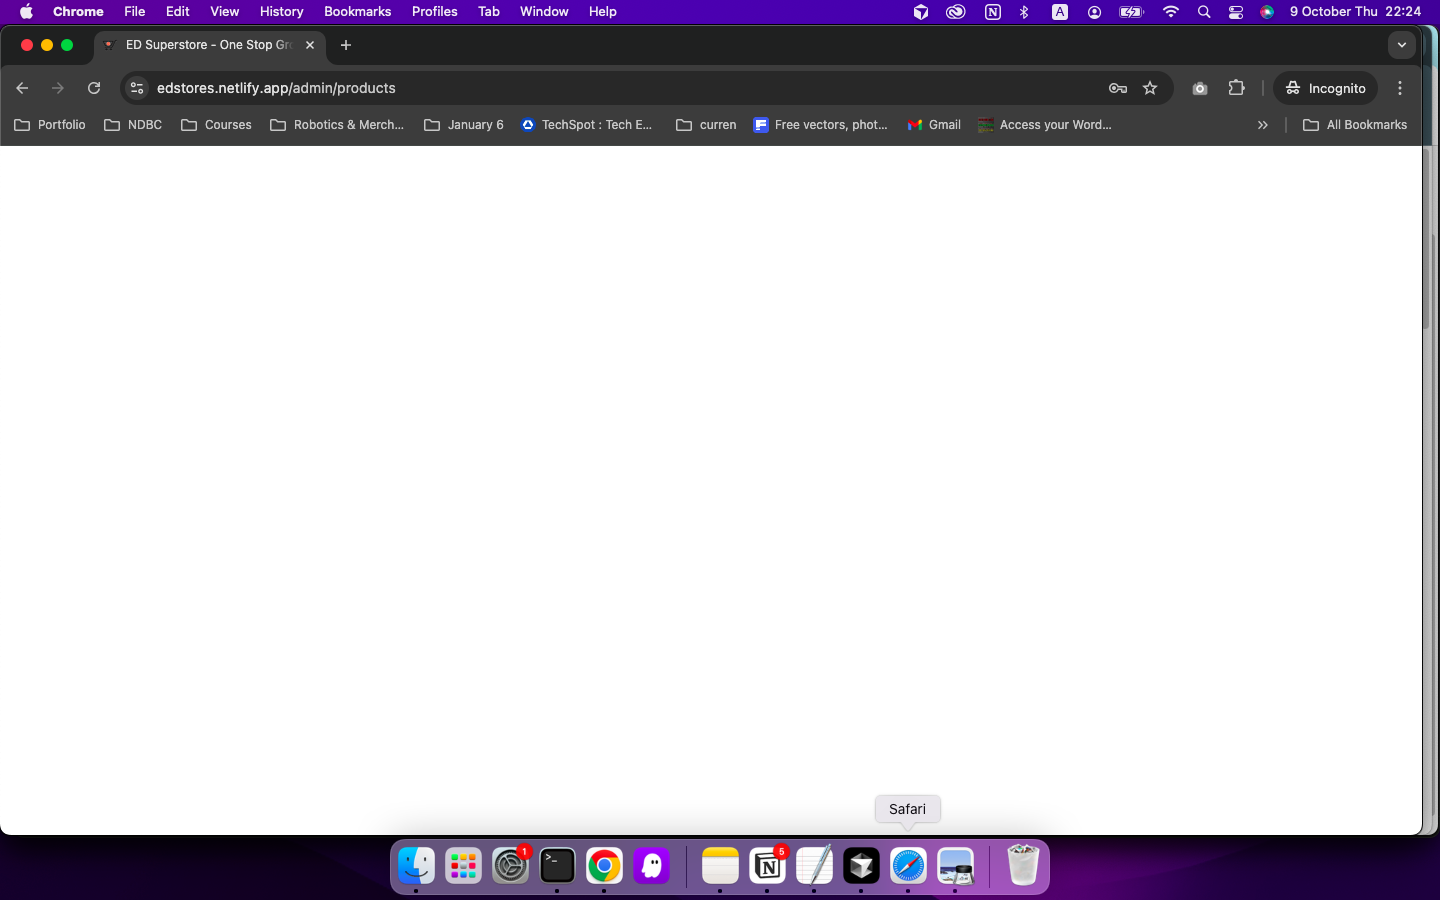 Chrome File Edit View History Bookmarks Profiles Tab Window Help N A 9 October Thu 22:24
ED Superstore - One Stop Gr
edstores.netlify.app/admin/products Incognito
Portfolio NDBC Courses Robotics & Merch... January 6 TechSpot : Tech E... curren Free vectors, phot... Gmail Access your Word... All Bookmarks
Safari
1 >_ N 5